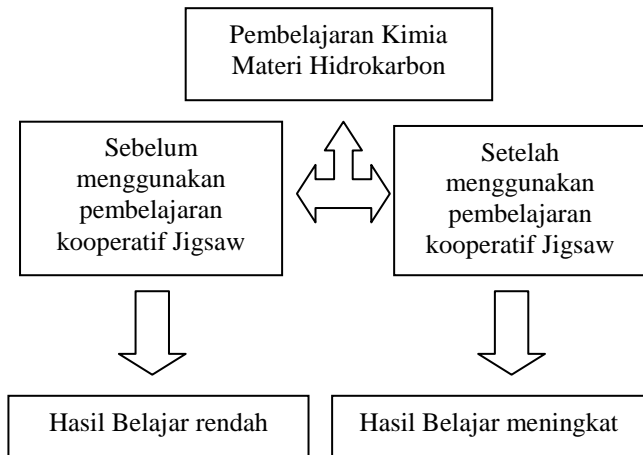 Pembelajaran Kimia
Materi Hidrokarbon
Sebelum
menggunakan
pembelajaran
kooperatif Jigsaw
Setelah
menggunakan
pembelajaran
kooperatif Jigsaw
Hasil Belajar rendah
Hasil Belajar meningkat